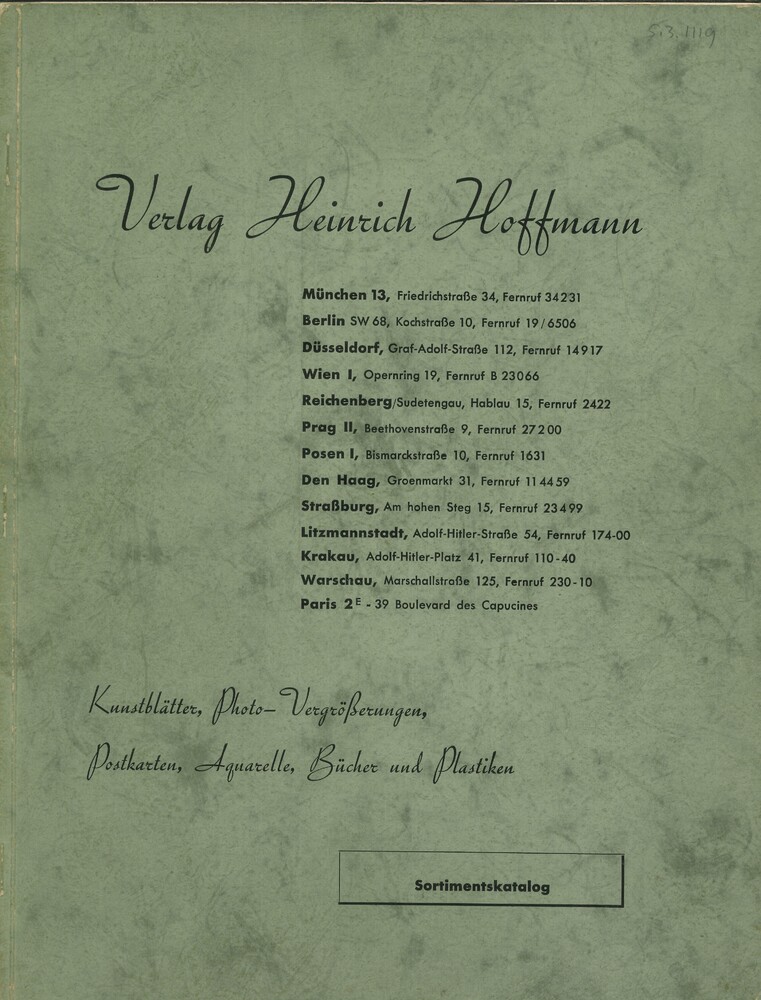 5.3.1119
Verlag Heinrich Hoffmann
München 13, Friedrichstraße 34, Fernruf 34231
Berlin SW 68, Kochstraße 10, Fernruf 19/6506
Düsseldorf, Graf-Adolf-Straße 112, Fernruf 14917
Wien I, Opernring 19, Fernruf B 23066
Reichenberg/Sudetengau, Hablau 15, Fernruf 2422
Prag II, Beethovenstraße 9, Fernruf 27200
Posen I, Bismarckstraße 10, Fernruf 1631
Den Haag, Groenmarkt 31, Fernruf 114459
Straßburg, Am hohen Steg 15, Fernruf 23499
Litzmannstadt, Adolf-Hitler-Straße 54, Fernruf 174-00
Krakau, Adolf-Hitler-Platz 41, Fernruf 110-40
Warschau, Marschallstraße 125, Fernruf 230-10
Paris 2E - 39 Boulevard des Capucines
Kunstblätter, Photo-Vergrößerungen,
Postkarten, Aquarelle, Bücher und Plastiken
Sortimentskatalog